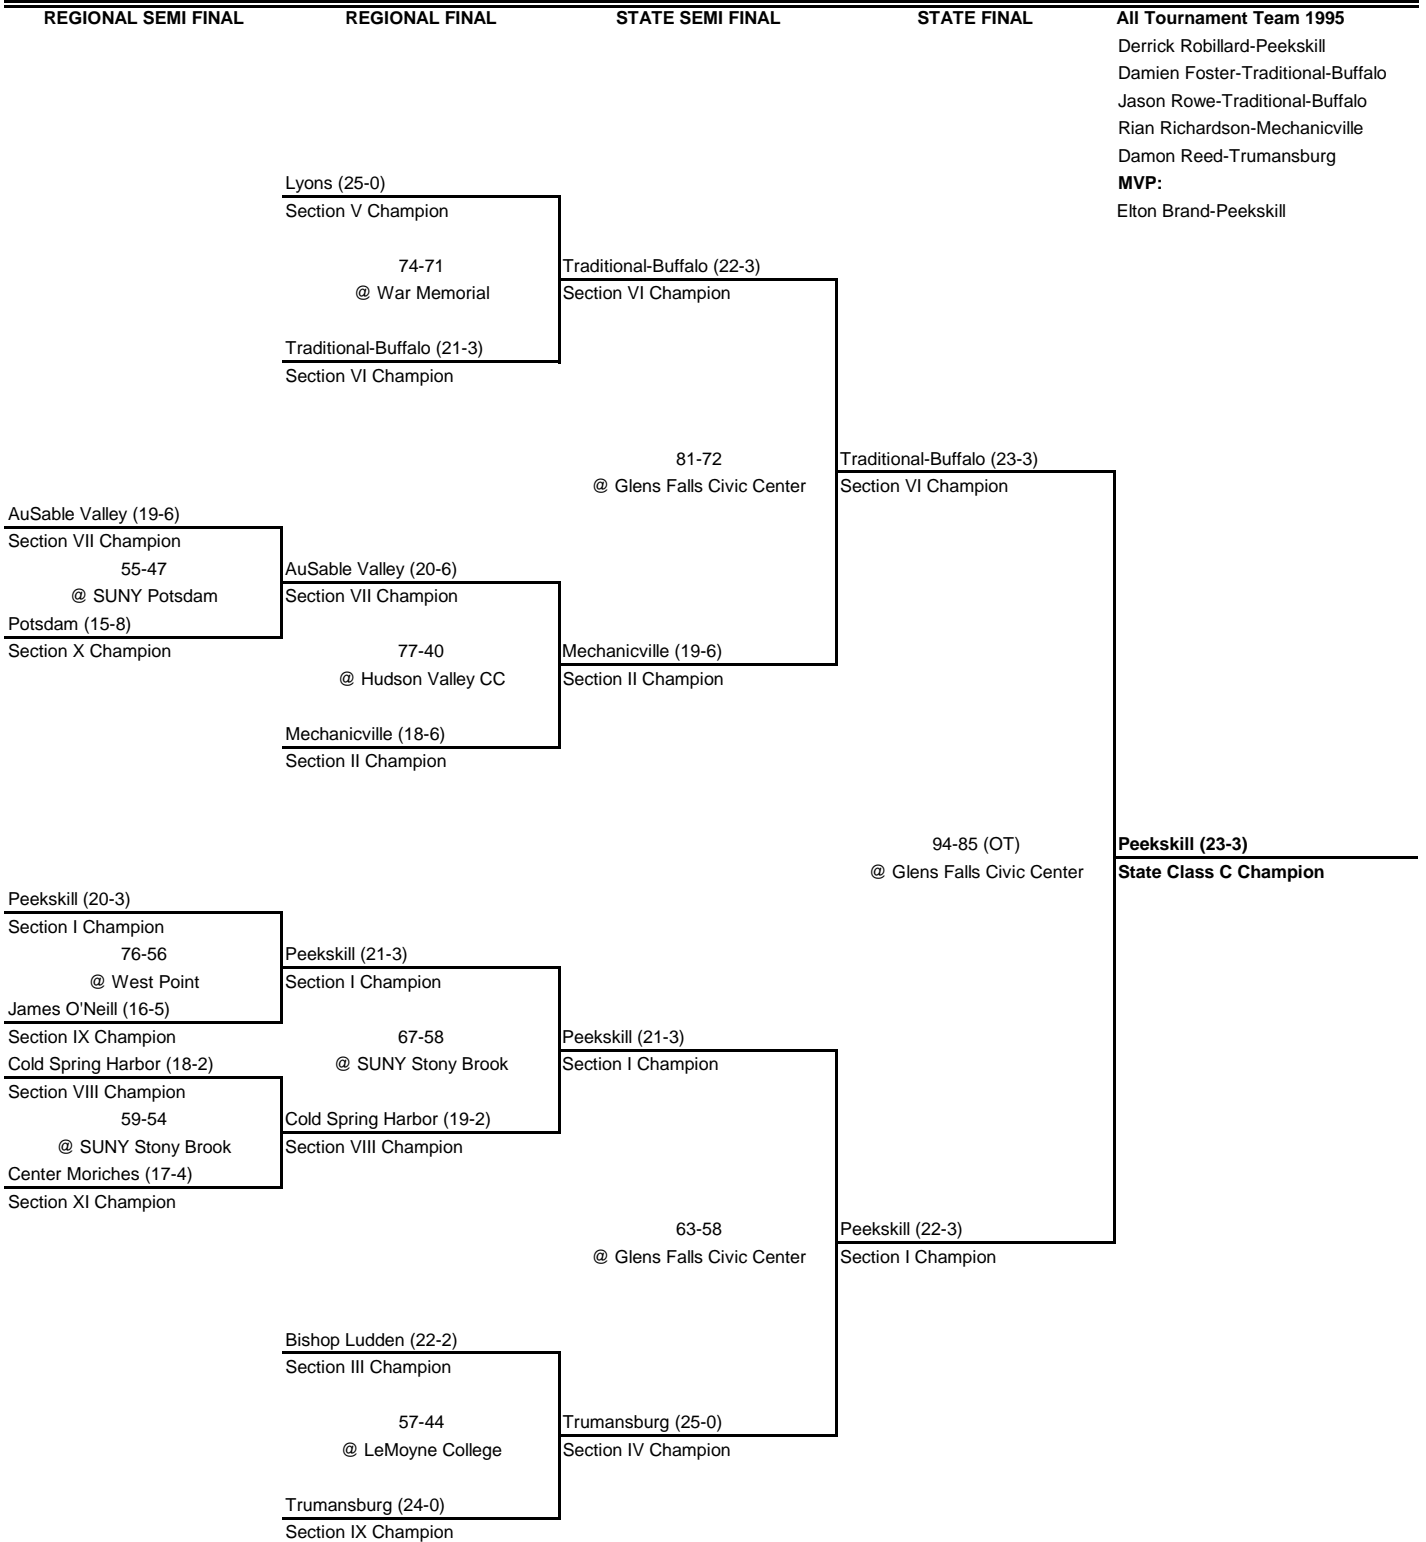 REGIONAL SEMI FINAL
REGIONAL FINAL
STATE SEMI FINAL
STATE FINAL
All Tournament Team 1995
Derrick Robillard-Peekskill
Damien Foster-Traditional-Buffalo
Jason Rowe-Traditional-Buffalo
Rian Richardson-Mechanicville
Damon Reed-Trumansburg
MVP:
Elton Brand-Peekskill
Lyons (25-0)
Section V Champion
74-71
@ War Memorial
Traditional-Buffalo (21-3)
Section VI Champion
Traditional-Buffalo (22-3)
Section VI Champion
81-72
@ Glens Falls Civic Center
Traditional-Buffalo (23-3)
Section VI Champion
AuSable Valley (19-6)
Section VII Champion
55-47
@ SUNY Potsdam
Potsdam (15-8)
Section X Champion
AuSable Valley (20-6)
Section VII Champion
77-40
@ Hudson Valley CC
Mechanicville (18-6)
Section II Champion
Mechanicville (19-6)
Section II Champion
94-85 (OT)
@ Glens Falls Civic Center
Peekskill (23-3)
State Class C Champion
Peekskill (20-3)
Section I Champion
76-56
@ West Point
James O'Neill (16-5)
Section IX Champion
Cold Spring Harbor (18-2)
Section VIII Champion
59-54
@ SUNY Stony Brook
Center Moriches (17-4)
Section XI Champion
Peekskill (21-3)
Section I Champion
67-58
@ SUNY Stony Brook
Cold Spring Harbor (19-2)
Section VIII Champion
Peekskill (21-3)
Section I Champion
63-58
@ Glens Falls Civic Center
Peekskill (22-3)
Section I Champion
Bishop Ludden (22-2)
Section III Champion
57-44
@ LeMoyne College
Trumansburg (24-0)
Section IX Champion
Trumansburg (25-0)
Section IV Champion